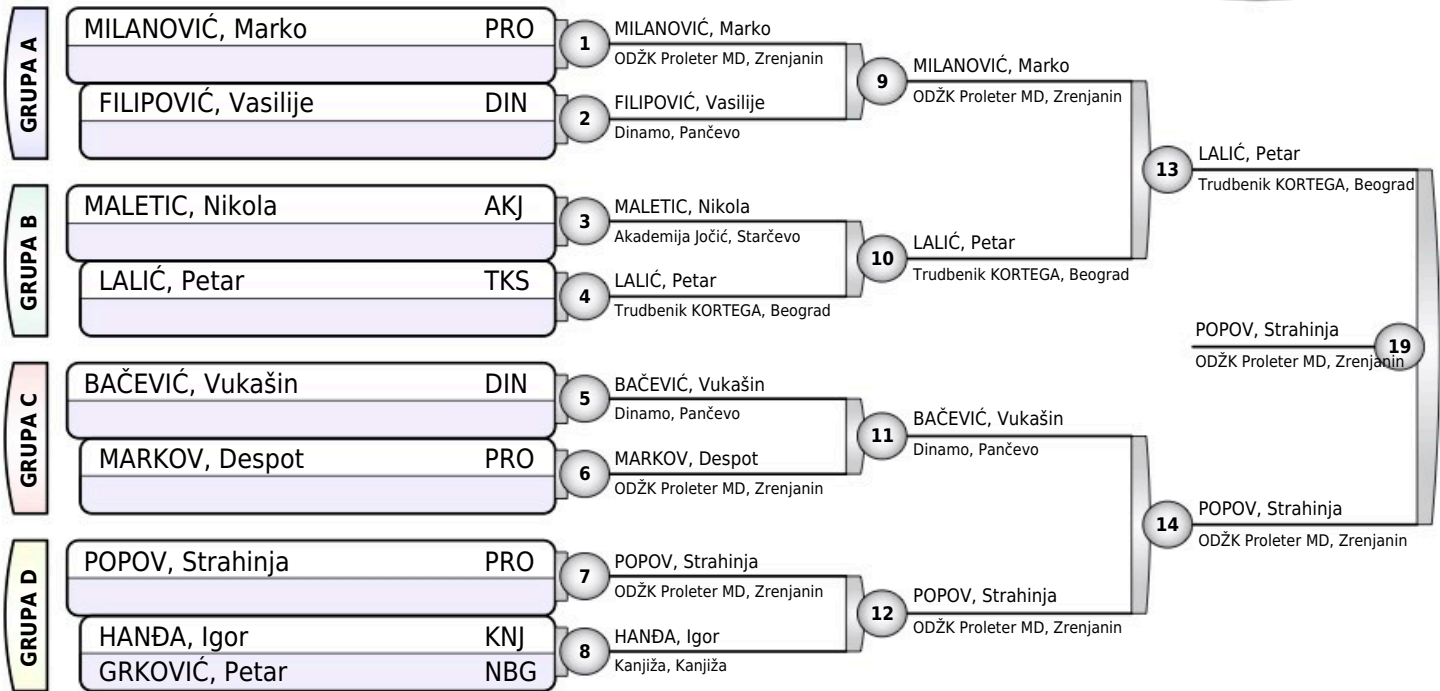 GRUPA A
MILANOVIĆ, Marko PRO
FILIPOVIĆ, Vasilije DIN
GRUPA B
MALETIC, Nikola AKJ
LALIĆ, Petar TKS
GRUPA C
BAČEVIĆ, Vukašin DIN
MARKOV, Despot PRO
GRUPA D
POPOV, Strahinja PRO
HANĐA, Igor KNJ
GRKOVIĆ, Petar NBG
1
MILANOVIĆ, Marko
ODŽK Proleter MD, Zrenjanin
2
FILIPOVIĆ, Vasilije
Dinamo, Pančevo
3
MALETIC, Nikola
Akademija Jočić, Starčevo
4
LALIĆ, Petar
Trudbenik KORTEGA, Beograd
5
BAČEVIĆ, Vukašin
Dinamo, Pančevo
6
MARKOV, Despot
ODŽK Proleter MD, Zrenjanin
7
POPOV, Strahinja
ODŽK Proleter MD, Zrenjanin
8
HANĐA, Igor
Kanjiža, Kanjiža
9
MILANOVIĆ, Marko
ODŽK Proleter MD, Zrenjanin
10
LALIĆ, Petar
Trudbenik KORTEGA, Beograd
11
BAČEVIĆ, Vukašin
Dinamo, Pančevo
12
POPOV, Strahinja
ODŽK Proleter MD, Zrenjanin
13
LALIĆ, Petar
Trudbenik KORTEGA, Beograd
14
POPOV, Strahinja
ODŽK Proleter MD, Zrenjanin
POPOV, Strahinja
19
ODŽK Proleter MD, Zrenjanin